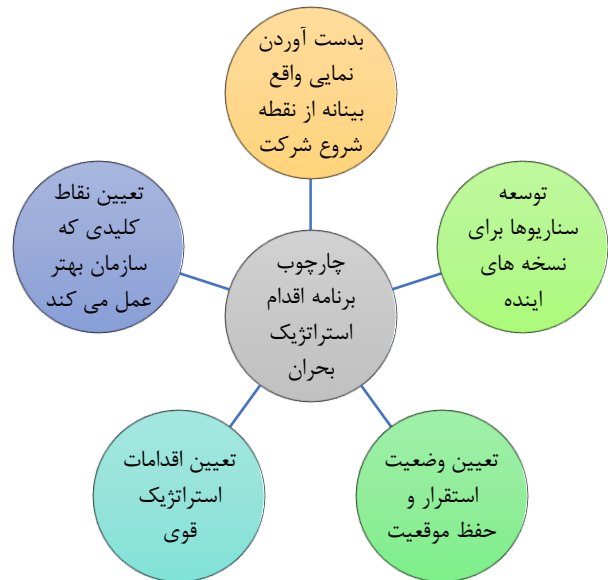 بدست آوردن
نمایی واقع
بینانه از نقطه
شروع شرکت
توسعه
سناریوها برای
نسخه های
اینده
تعیین وضعیت
استقرار و
حفظ موقعیت
تعیین اقدامات
استراتژیک
قوی
تعیین نقاط
کلیدی که
سازمان بهتر
عمل می کند
چارچوب
برنامه اقدام
استراتژیک
بحران